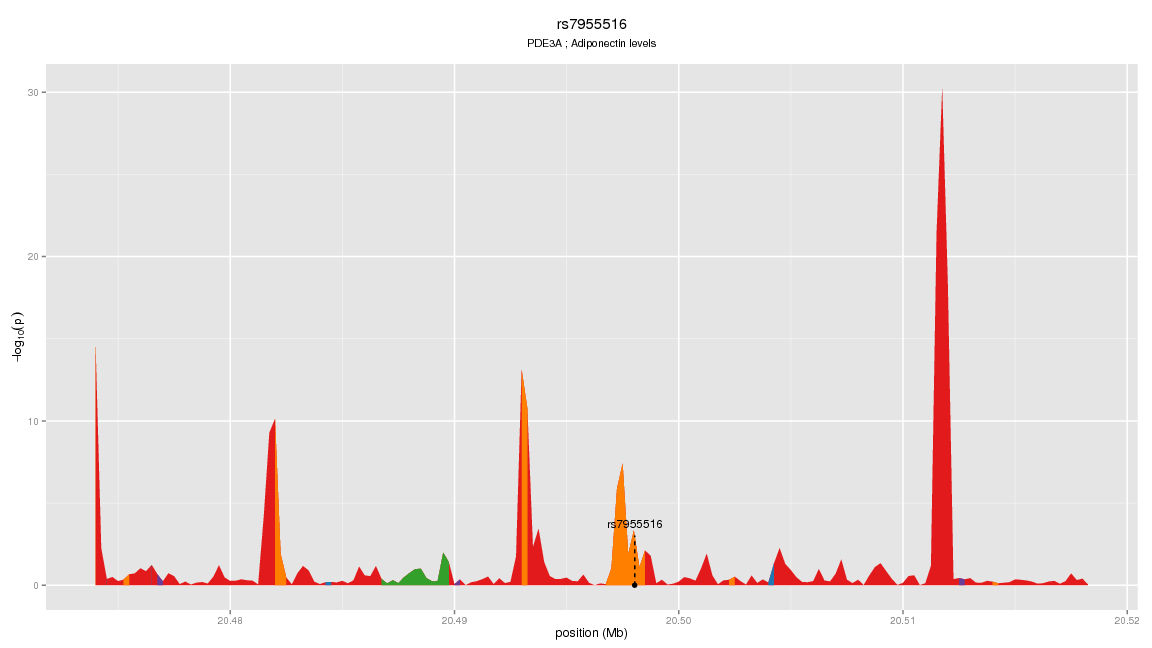 rs7955516
PDE3A ; Adiponectin levels
30
20
10
0
−log10(p)
rs7955516
20.48
20.49
20.50
20.51
20.52
position (Mb)